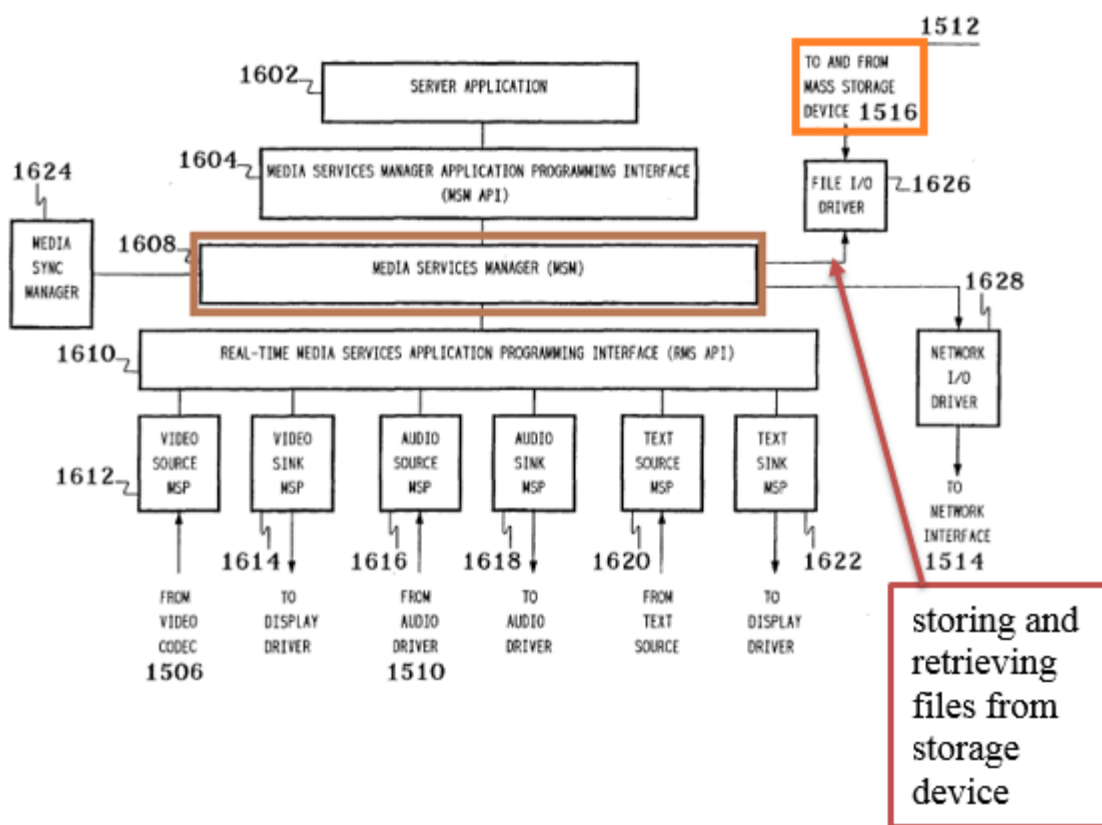 1512
TO AND FROM
MASS STORAGE
DEVICE 1516
1602
SERVER APPLICATION
1604
MEDIA SERVICES MANAGER APPLICATION PROGRAMMING INTERFACE
(MSM API)
1624
FILE I/O
DRIVER
1626
MEDIA
SYNC
MANAGER
1608
MEDIA SERVICES MANAGER (MSM)
1628
1610
REAL-TIME MEDIA SERVICES APPLICATION PROGRAMMING INTERFACE (RMS API)
NETWORK
I/O
DRIVER
1612
VIDEO
SOURCE
MSP
VIDEO
SINK
MSP
AUDIO
SOURCE
MSP
AUDIO
SINK
MSP
TEXT
SOURCE
MSP
TEXT
SINK
MSP
TO
NETWORK
INTERFACE
1514
1614
1616
1618
1620
1622
FROM
VIDEO
CODEC
1506
TO
DISPLAY
DRIVER
FROM
AUDIO
DRIVER
1510
TO
AUDIO
DRIVER
FROM
TEXT
SOURCE
TO
DISPLAY
DRIVER
storing and
retrieving
files from
storage
device